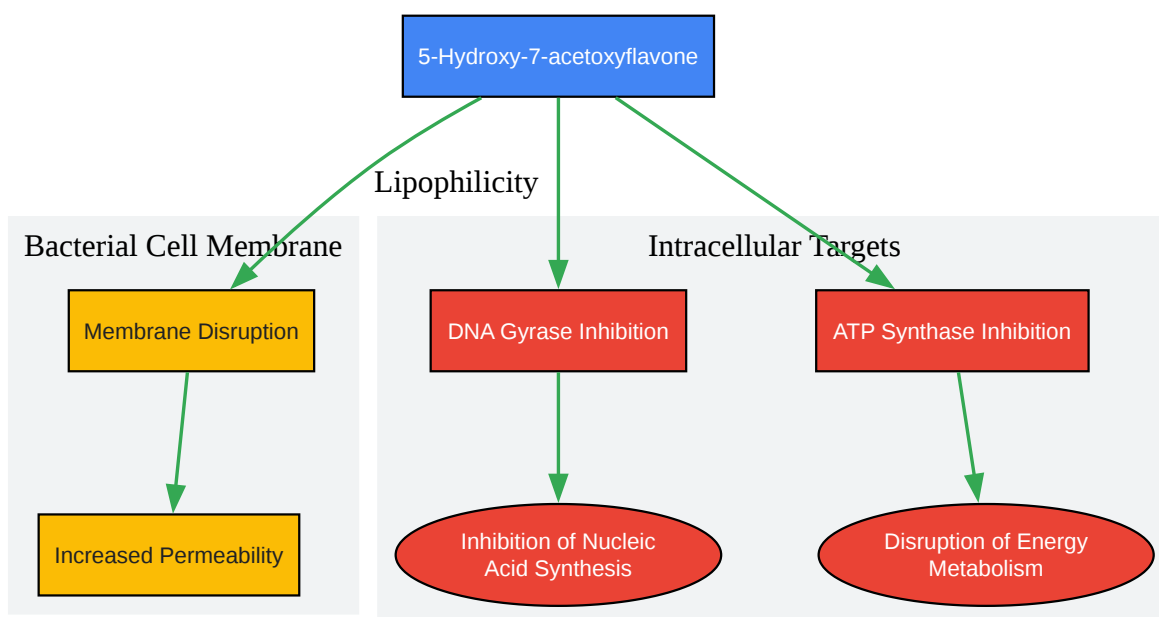 5-Hydroxy-7-acetoxyflavone
Lipophilicity
Bacterial Cell Membrane
Intracellular Targets
Membrane Disruption
DNA Gyrase Inhibition
ATP Synthase Inhibition
Increased Permeability
Inhibition of Nucleic
Acid Synthesis
Disruption of Energy
Metabolism